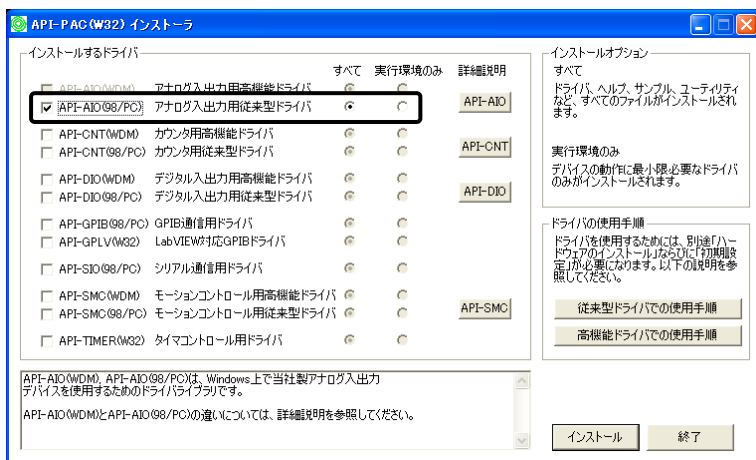 API-PAC(W32) インストーラ
インストールするドライバ
すべて 実行環境のみ 詳細説明
API-AIO(WDM) アナログ入出力用高機能ドライバ
API-AIO(98/PC) アナログ入出力用従来型ドライバ
API-AIO
API-CNT(WDM) カウンタ用高機能ドライバ
API-CNT(98/PC) カウンタ用従来型ドライバ
API-CNT
API-DIO(WDM) デジタル入出力用高機能ドライバ
API-DIO(98/PC) デジタル入出力用従来型ドライバ
API-DIO
API-GPIB(98/PC) GPIB通信用ドライバ
API-GPLV(W32) LabVIEW対応GPIBドライバ
API-SIO(98/PC) シリアル通信用ドライバ
API-SMC(WDM) モーションコントロール用高機能ドライバ
API-SMC(98/PC) モーションコントロール用従来型ドライバ
API-SMC
API-TIMER(W32) タイマコントロール用ドライバ
インストールオプション
すべて
ドライバ、ヘルプ、サンプル、ユーティリティ
など、すべてのファイルがインストールされ
ます。
実行環境のみ
デバイスの動作に最小限必要なドライバ
のみがインストールされます。
ドライバの使用手順
ドライバを使用するためには、別途「ハー
ドウェアのインストール」ならびに「初期設
定」が必要になります。以下の説明を参
照してください。
従来型ドライバでの使用手順
高機能ドライバでの使用手順
API-AIO(WDM), API-AIO(98/PC)は、Windows上で当社製アナログ入出力
デバイスを使用するためのドライバライブラリです。
API-AIO(WDM)とAPI-AIO(98/PC)の違いについては、詳細説明を参照してください。
インストール 終了